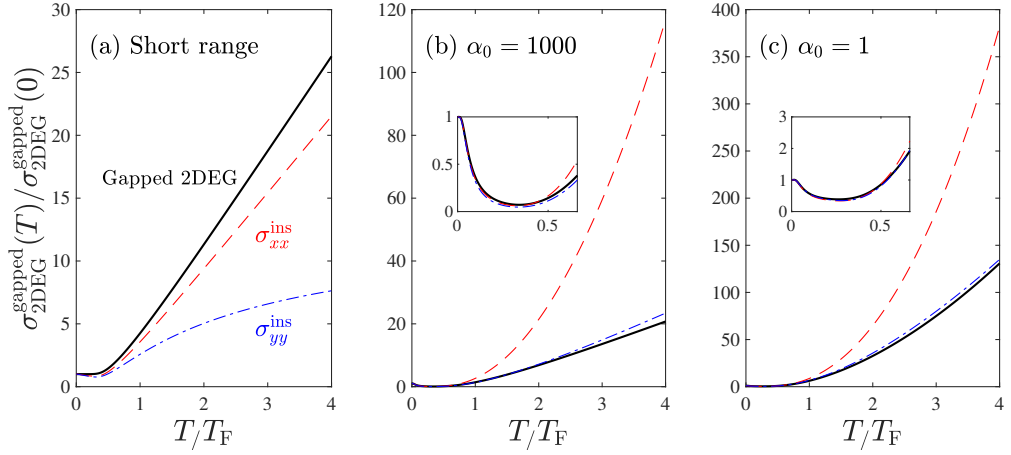 (a) Short range
(b) α₀ = 1000
(c) α₀ = 1
σ_2DEG^gapped(T)/σ_2DEG^gapped(0)
30
25
20
15
10
5
0
Gapped 2DEG
σ_xx^ins
σ_yy^ins
0 1 2 3 4
T/T_F
120
100
80
60
40
20
0
1
0.5
0
0 0.5
0 1 2 3 4
T/T_F
400
350
300
250
200
150
100
50
0
3
2
1
0
0 0.5
0 1 2 3 4
T/T_F